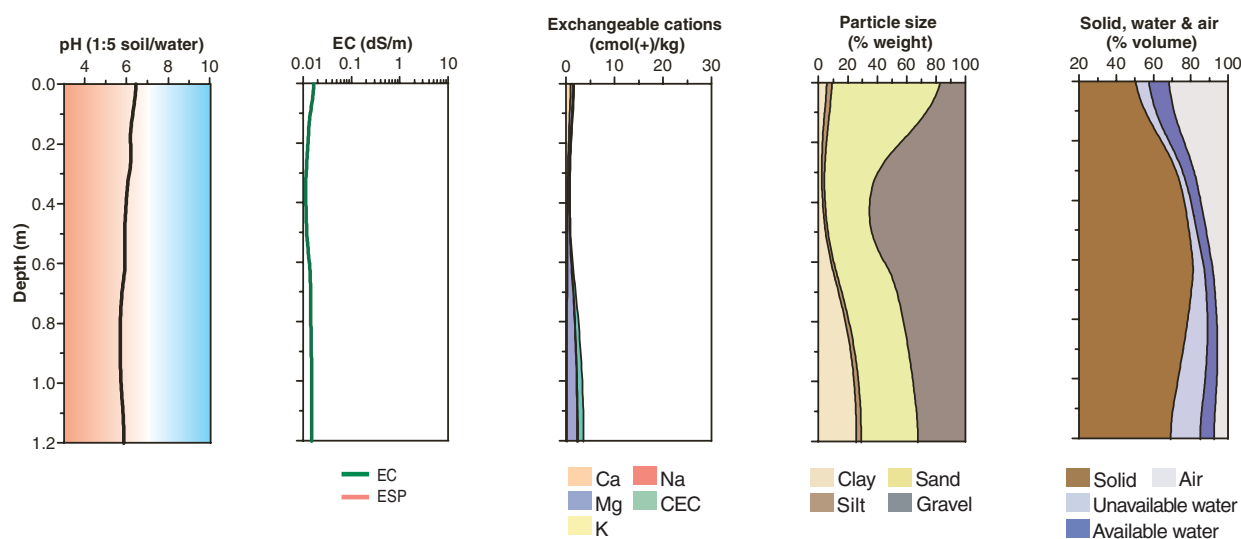 pH (1:5 soil/water)
4 6 8 10
Depth (m)
0.0
0.2
0.4
0.6
0.8
1.0
1.2
EC (dS/m)
0.01 0.1 1 10
EC
ESP
Exchangeable cations
(cmol(+)/kg)
0 10 20 30
Ca
Na
Mg
CEC
K
Particle size
(% weight)
0 20 40 60 80 100
Clay
Sand
Silt
Gravel
Solid, water & air
(% volume)
20 40 60 80 100
Solid
Air
Unavailable water
Available water